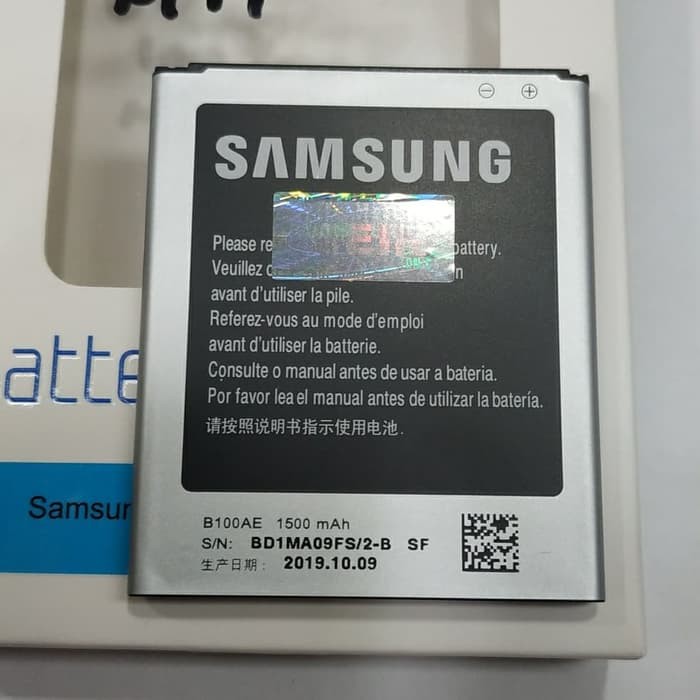 SAMSUNG
Please re battery.
Veuillez
avant d'utiliser la pile.
Referez-vous au mode d'emploi
avant d'utiliser la batterie.
Consulte o manual antes de usar a bateria.
Por favor lea el manual antes de utilizar la batería.
请按照说明书指示使用电池.
atte
Samsun
B100AE 1500 mAh
S/N: BD1MA09FS/2-B SF
生产日期: 2019.10.09